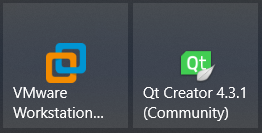 VMware
Workstation...
Qt
Qt Creator 4.3.1
(Community)